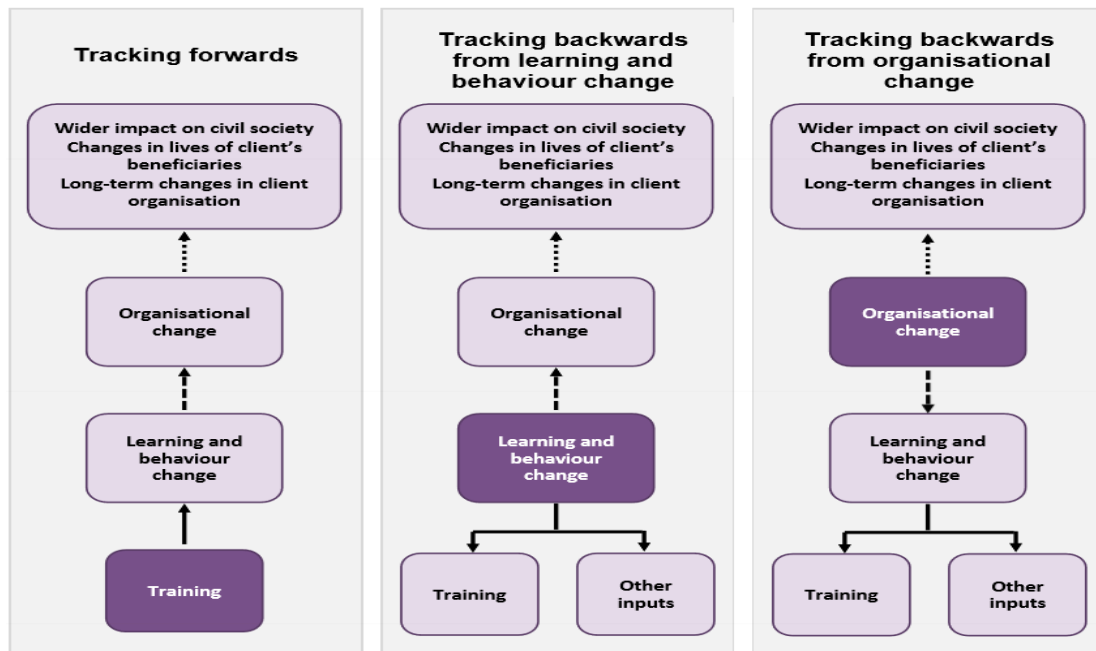 Tracking forwards
Wider impact on civil society
Changes in lives of client's
beneficiaries
Long-term changes in client
organisation
Organisational
change
Learning and
behaviour
change
Training
Tracking backwards
from learning and
behaviour change
Wider impact on civil society
Changes in lives of client's
beneficiaries
Long-term changes in client
organisation
Organisational
change
Learning and
behaviour
change
Training
Other
inputs
Tracking backwards
from organisational
change
Wider impact on civil society
Changes in lives of client's
beneficiaries
Long-term changes in client
organisation
Organisational
change
Learning and
behaviour
change
Training
Other
inputs